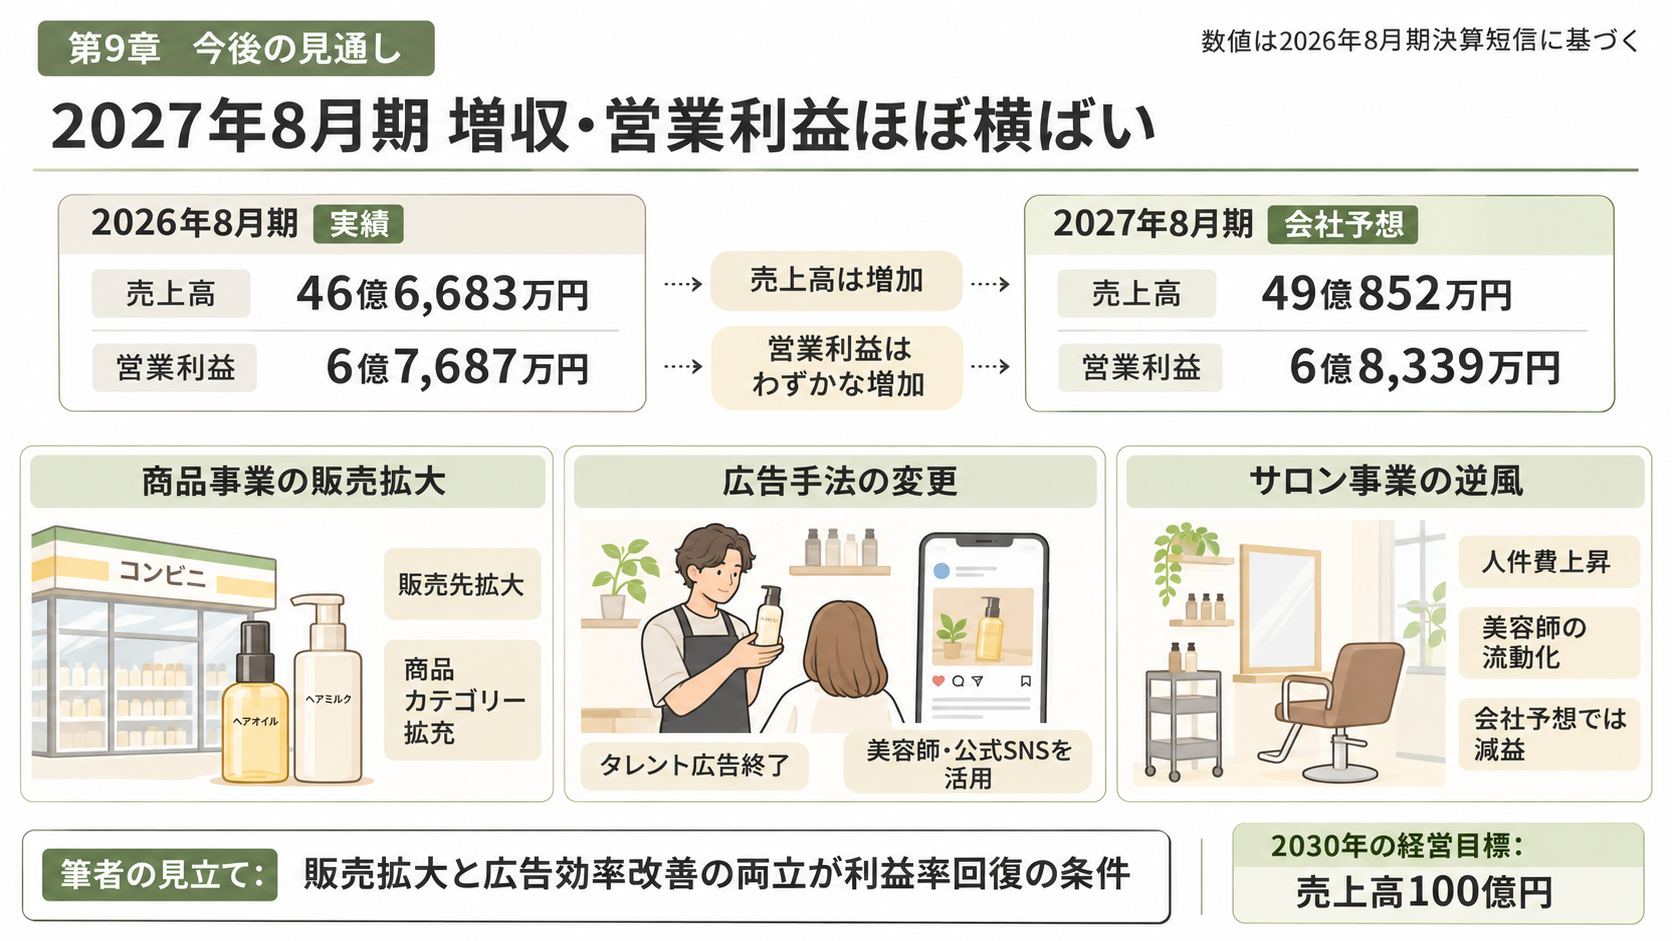 第9章 今後の見通し
数値は2026年8月期決算短信に基づく
2027年8月期 増収・営業利益ほぼ横ばい
2026年8月期 実績
売上高 46億6,683万円
営業利益 6億7,687万円
売上高は増加
営業利益は
わずかな増加
2027年8月期 会社予想
売上高 49億852万円
営業利益 6億8,339万円
商品事業の販売拡大
コンビニ
ヘアオイル
ヘアミルク
販売先拡大
商品
カテゴリー
拡充
広告手法の変更
タレント広告終了
美容師・公式SNSを
活用
サロン事業の逆風
人件費上昇
美容師の
流動化
会社予想では
減益
筆者の見立て： 販売拡大と広告効率改善の両立が利益率回復の条件
2030年の経営目標：
売上高100億円